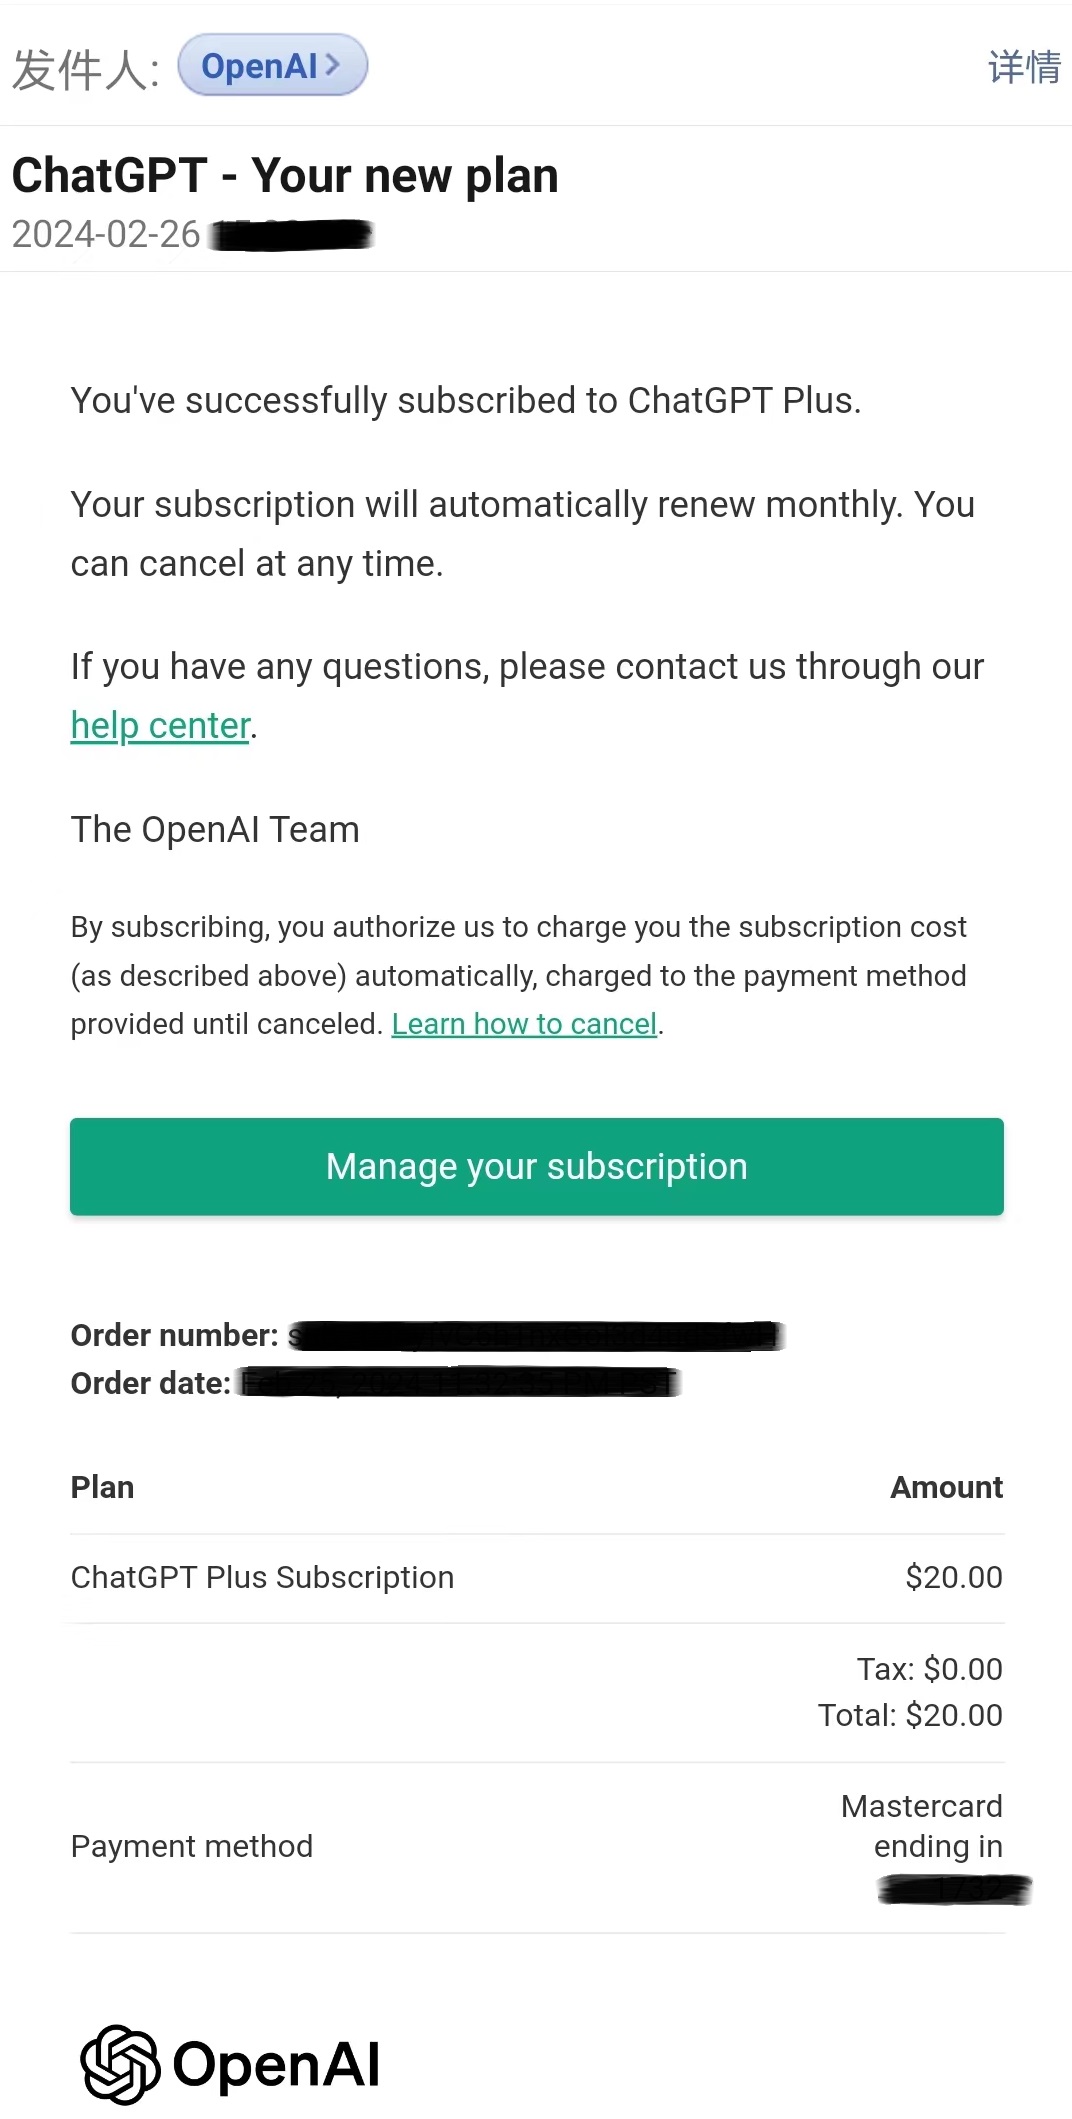 发件人: OpenAI
详情
ChatGPT - Your new plan
2024-02-26
You've successfully subscribed to ChatGPT Plus.
Your subscription will automatically renew monthly. You
can cancel at any time.
If you have any questions, please contact us through our
help center.
The OpenAI Team
By subscribing, you authorize us to charge you the subscription cost
(as described above) automatically, charged to the payment method
provided until canceled. Learn how to cancel.
Manage your subscription
Order number:
Order date:
Plan Amount
ChatGPT Plus Subscription $20.00
Tax: $0.00
Total: $20.00
Payment method Mastercard
ending in
OpenAI